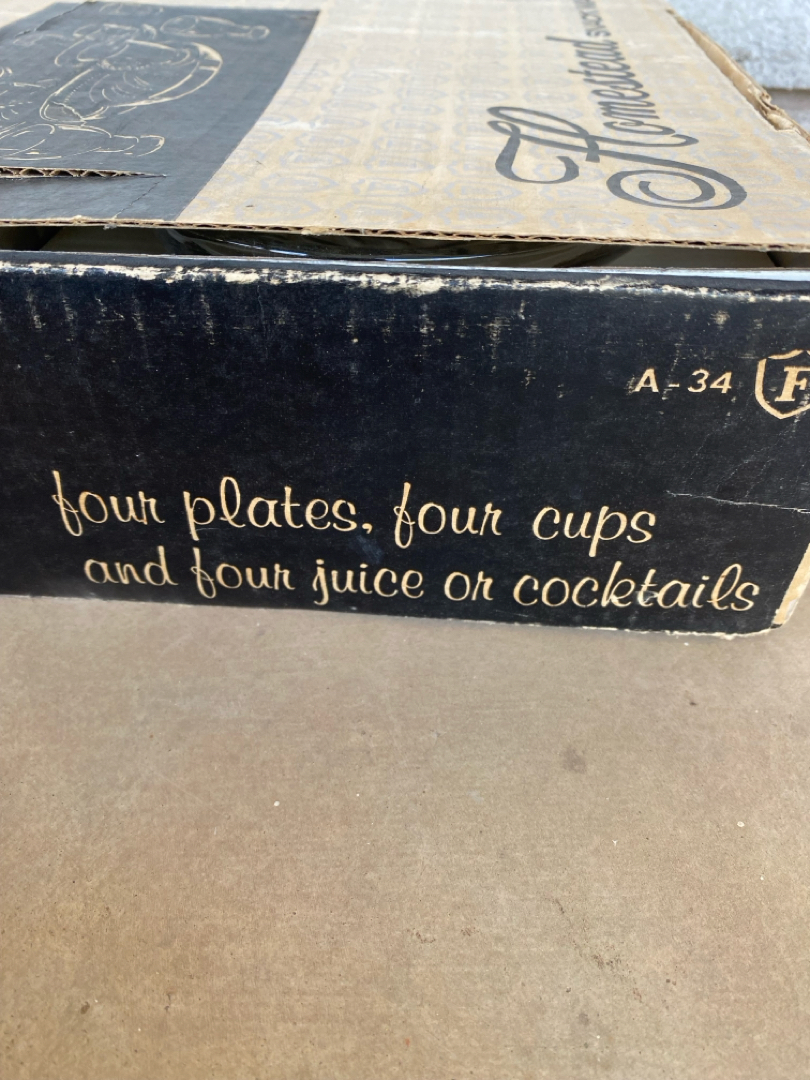 Homestead
A-34 F
four plates, four cups
and four juice or cocktails